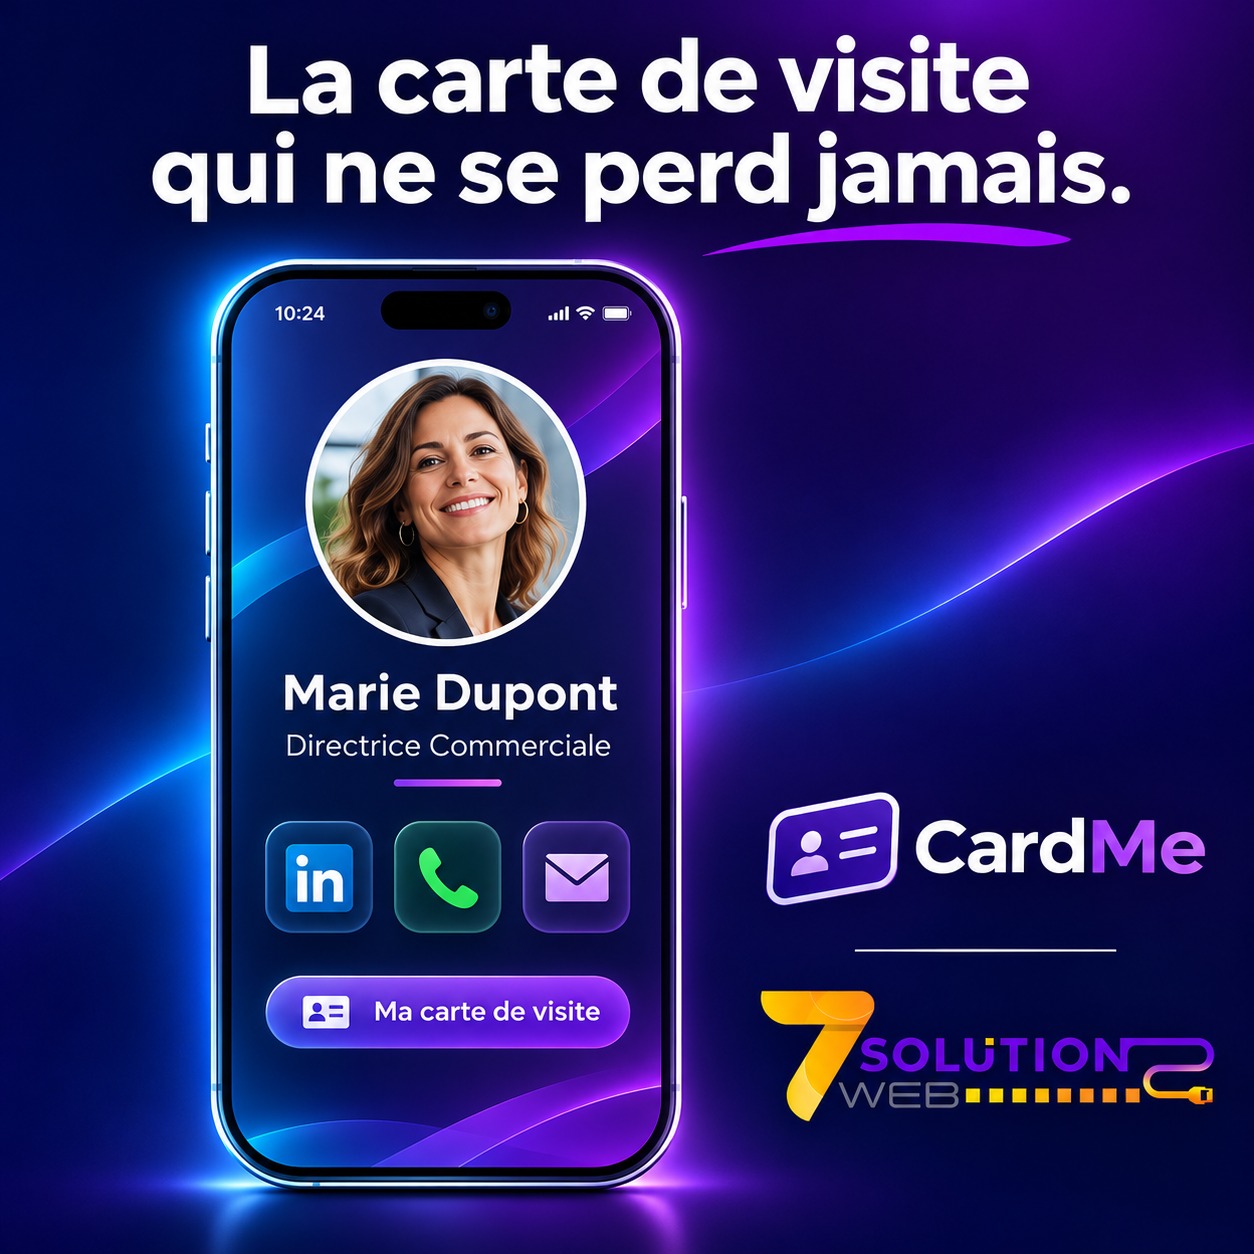 La carte de visite
qui ne se perd jamais.
10:24
Marie Dupont
Directrice Commerciale
in
Ma carte de visite
CardMe
7 SOLUTION
WEB